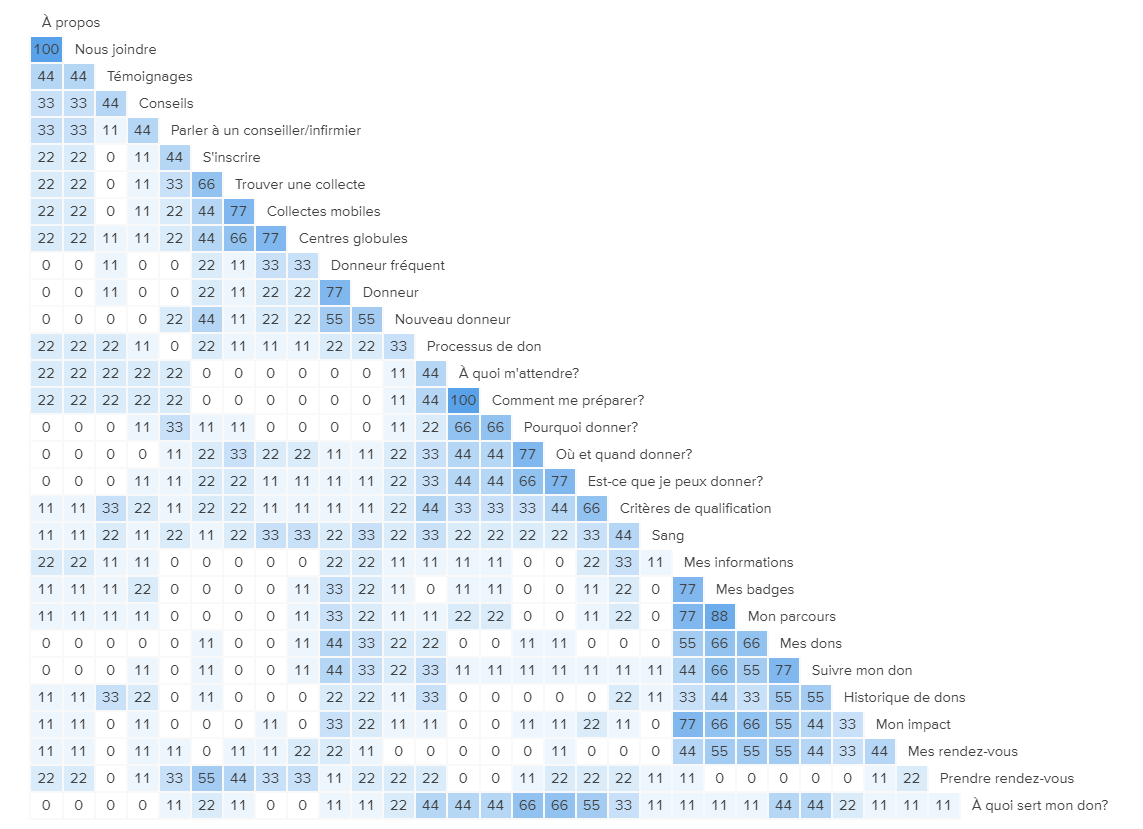 À propos
100 Nous joindre
44 44 Témoignages
33 33 44 Conseils
33 33 11 44 Parler à un conseiller/infirmier
22 22 0 11 44 S'inscrire
22 22 0 11 33 66 Trouver une collecte
22 22 0 11 22 44 77 Collectes mobiles
22 22 11 11 22 44 66 77 Centres globules
0 0 11 0 0 22 11 33 33 Donneur fréquent
0 0 11 0 0 22 11 22 22 77 Donneur
0 0 0 0 22 44 11 22 22 55 55 Nouveau donneur
22 22 22 11 0 22 11 11 11 22 22 33 Processus de don
22 22 22 22 22 0 0 0 0 0 0 11 44 À quoi m'attendre?
22 22 22 22 22 0 0 0 0 0 0 11 44 100 Comment me préparer?
0 0 0 11 33 11 11 0 0 0 0 11 22 66 66 Pourquoi donner?
0 0 0 0 11 22 33 22 22 11 11 22 33 44 44 77 Où et quand donner?
0 0 0 11 11 22 22 11 11 11 11 22 33 44 44 66 77 Est-ce que je peux donner?
11 11 33 22 11 22 22 11 11 11 11 22 44 33 33 33 44 66 Critères de qualification
11 11 22 11 22 11 22 33 33 22 33 22 33 22 22 22 22 33 44 Sang
22 22 11 11 0 0 0 0 0 22 22 11 11 11 11 0 0 22 33 11 Mes informations
11 11 11 22 0 0 0 0 11 33 22 11 0 11 11 0 0 11 22 0 77 Mes badges
11 11 11 11 0 0 0 0 11 33 22 11 11 22 22 0 0 11 22 0 77 88 Mon parcours
0 0 0 0 0 11 0 0 11 44 33 22 22 0 0 11 11 0 0 0 55 66 66 Mes dons
0 0 0 11 0 11 0 0 11 44 33 22 33 11 11 11 11 11 11 11 44 66 55 77 Suivre mon don
11 11 33 22 0 11 0 0 0 22 22 11 33 0 0 0 0 0 22 11 33 44 33 55 55 Historique de dons
11 11 0 11 0 0 0 11 0 33 22 11 11 0 0 11 11 22 11 0 77 66 66 55 44 33 Mon impact
11 11 0 11 11 0 11 11 22 22 11 0 0 0 0 0 11 0 0 0 44 55 55 55 44 33 44 Mes rendez-vous
22 22 0 11 33 55 44 33 33 11 22 22 22 0 0 11 22 22 22 11 11 0 0 0 0 0 11 22 Prendre rendez-vous
0 0 0 0 11 22 11 0 0 11 11 22 44 44 44 66 66 55 33 11 11 11 11 44 44 22 11 11 11 À quoi sert mon don?